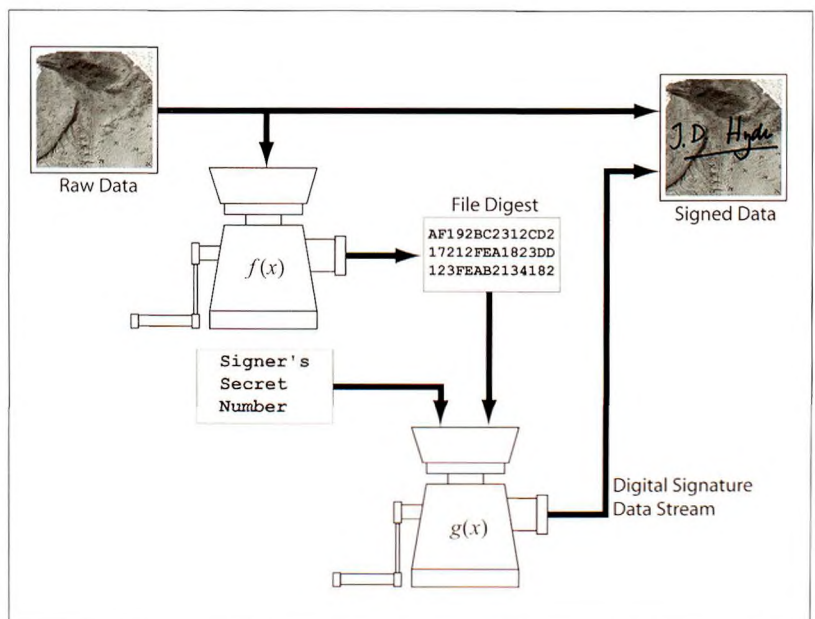 J.D. Hyde
Raw Data
Signed Data
File Digest
AF192BC2312CD2
17212FEA1823DD
123FEAB2134182
f(x)
Signer's
Secret
Number
Digital Signature
Data Stream
g(x)